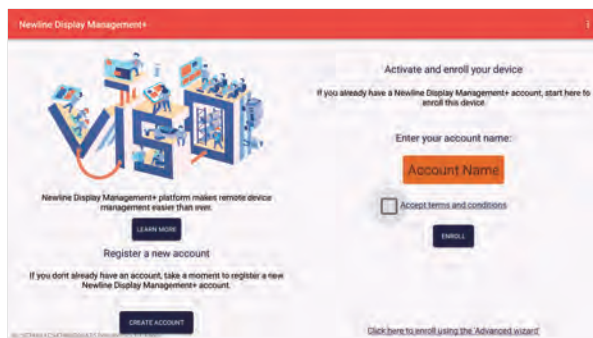 Newline Display Management+
Newline Display Management+ platform makes remote device
management easier than ever.
LEARN MORE
Register a new account
If you dont already have an account, take a moment to register a new
Newline Display Management+ account.
CREATE ACCOUNT
Activate and enroll your device
If you already have a Newline Display Management+ account, start here to
enroll this device.
Enter your account name:
Account Name
Accept terms and conditions
ENROLL
Click here to enroll using the 'Advanced wizard'